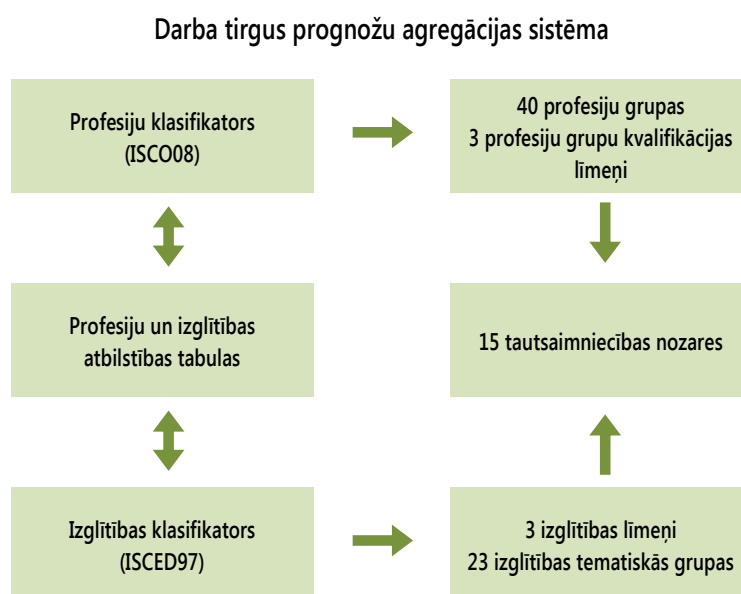 Darba tirgus prognožu agregācijas sistēma
Profesiju klasifikators
(ISCO08)
40 profesiju grupas
3 profesiju grupu kvalifikācijas
līmeņi
Profesiju un izglītības
atbilstības tabulas
15 tautsaimniecības nozares
Izglītības klasifikators
(ISCED97)
3 izglītības līmeņi
23 izglītības tematiskās grupas